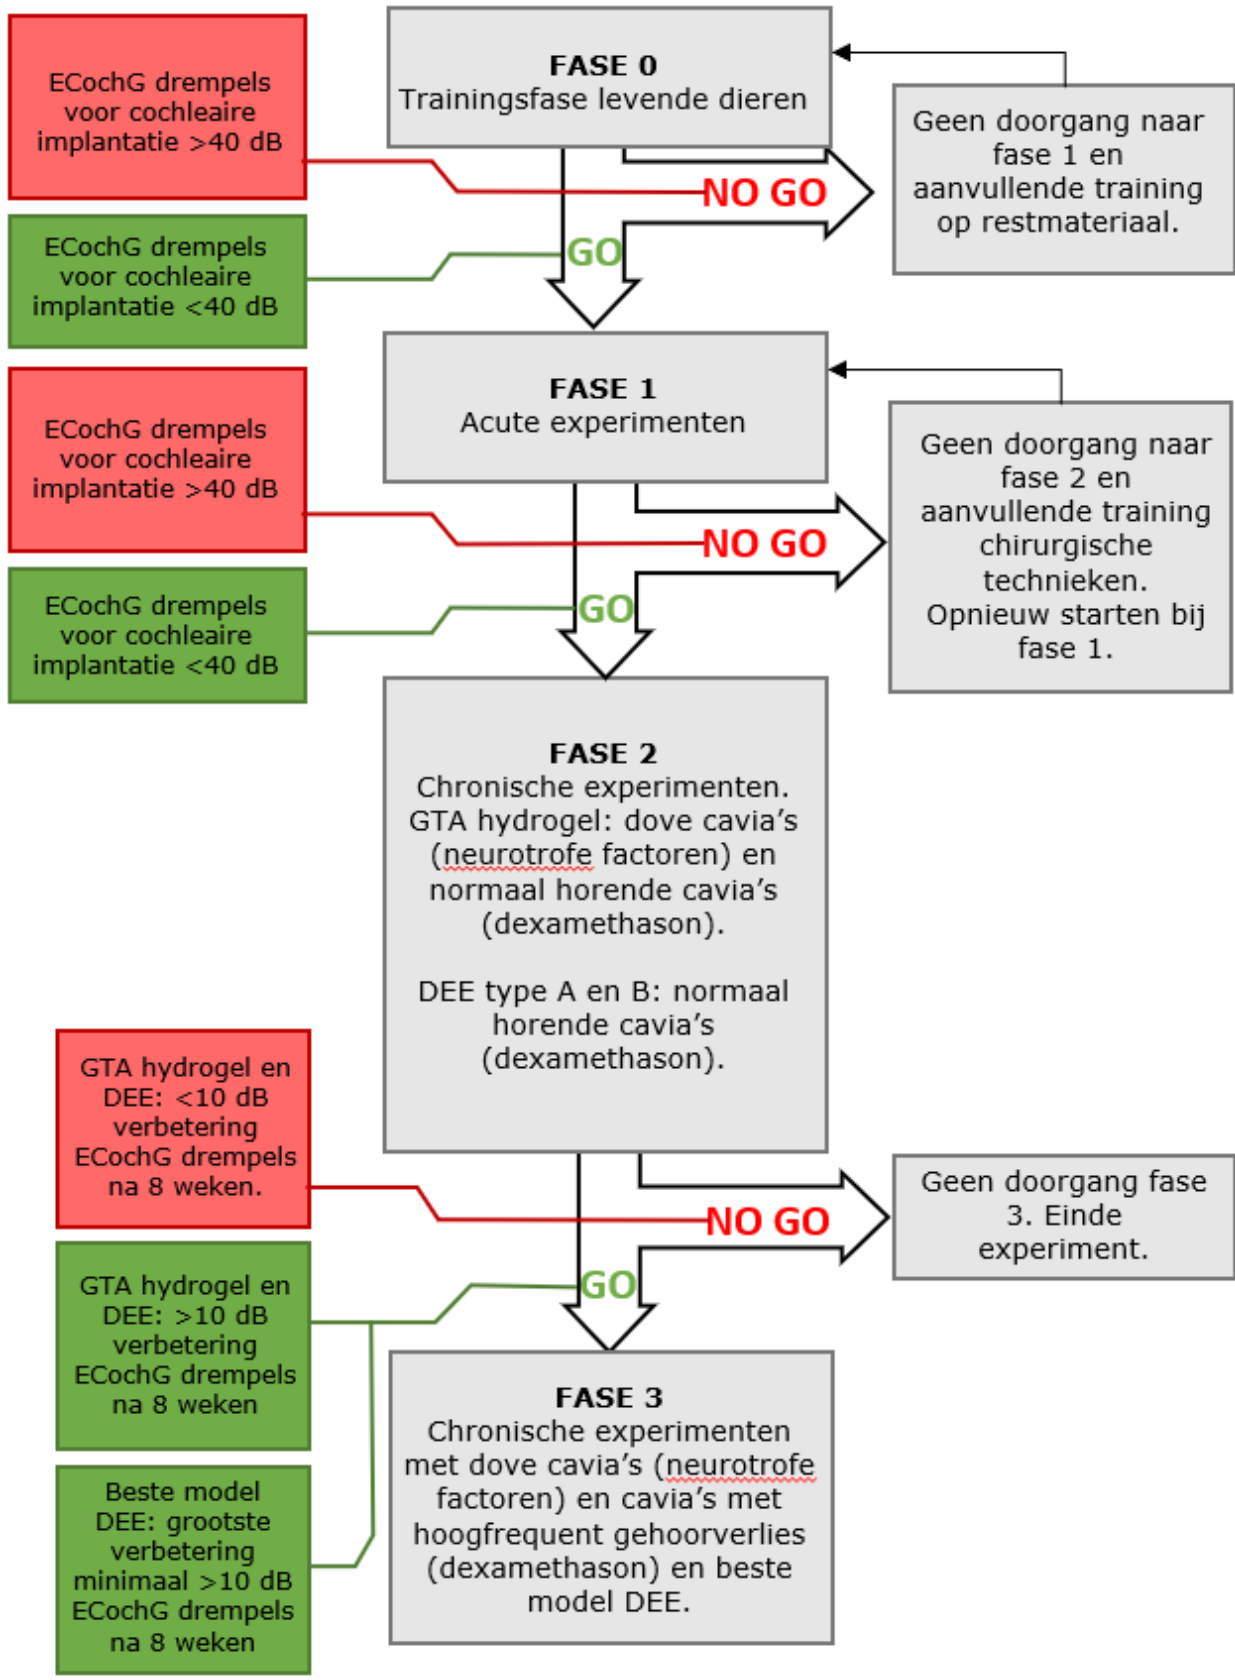 ECochG drempels
voor cochleaire
implantatie >40 dB
FASE 0
Trainingsfase levende dieren
Geen doorgang naar
fase 1 en
aanvullende training
op restmateriaal.
NO GO
ECochG drempels
voor cochleaire
implantatie <40 dB
GO
ECochG drempels
voor cochleaire
implantatie >40 dB
FASE 1
Acute experimenten
Geen doorgang naar
fase 2 en
aanvullende training
chirurgische
technieken.
Opnieuw starten bij
fase 1.
NO GO
ECochG drempels
voor cochleaire
implantatie <40 dB
GO
FASE 2
Chronische experimenten.
GTA hydrogel: dove cavia's
(neurotrofe factoren) en
normaal horende cavia's
(dexamethason).
DEE type A en B: normaal
horende cavia's
(dexamethason).
GTA hydrogel en
DEE: <10 dB
verbetering
ECochG drempels
na 8 weken.
NO GO
Geen doorgang fase
3. Einde
experiment.
GTA hydrogel en
DEE: >10 dB
verbetering
ECochG drempels
na 8 weken
GO
Beste model
DEE: grootste
verbetering
minimaal >10 dB
ECochG drempels
na 8 weken
FASE 3
Chronische experimenten
met dove cavia's (neurotrofe
factoren) en cavia's met
hoogfrequent gehoorverlies
(dexamethason) en beste
model DEE.